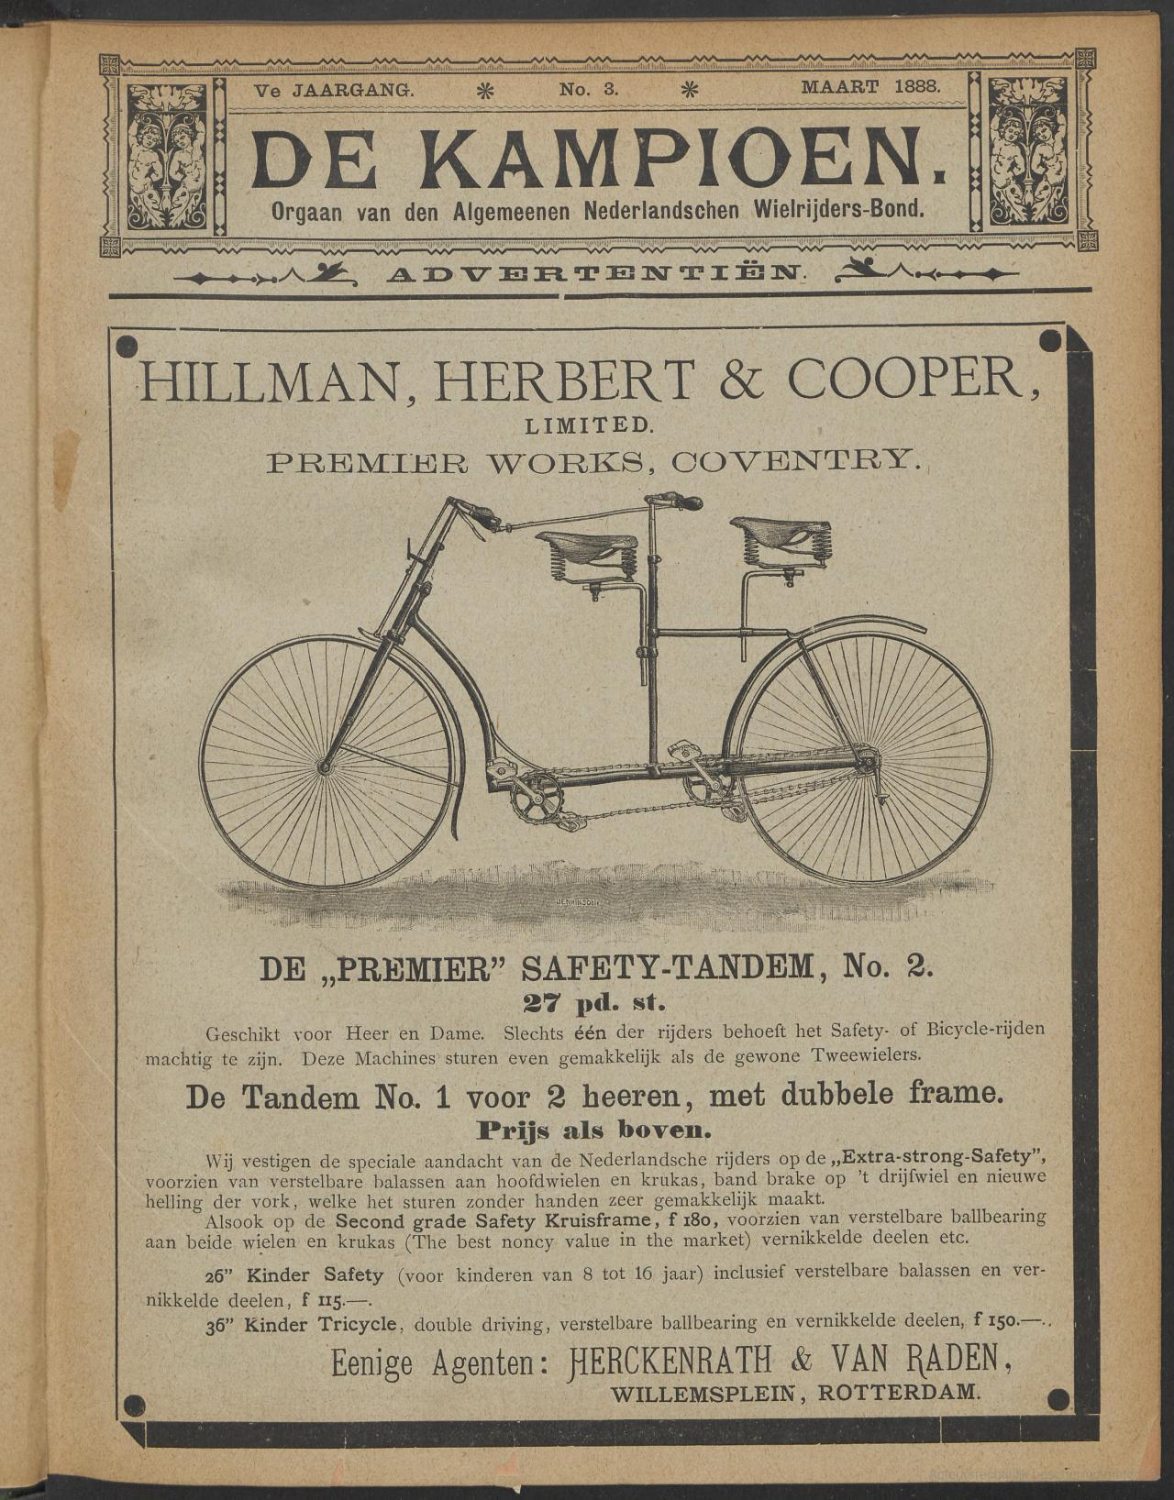 Ve JAARGANG. * No. 3. * MAART 1888.
DE KAMPIOEN.
Orgaan van den Algemeenen Nederlandschen Wielrijders-Bond.
ADVERTENTIËN.
HILLMAN, HERBERT & COOPER,
LIMITED.
PREMIER WORKS, COVENTRY.
DE „PREMIER” SAFETY-TANDEM, No. 2.
27 pd. st.
Geschikt voor Heer en Dame. Slechts één der rijders behoeft het Safety- of Bicycle-rijden
machtig te zijn. Deze Machines sturen even gemakkelijk als de gewone Tweewielers.
De Tandem No. 1 voor 2 heeren, met dubbele frame.
Prijs als boven.
Wij vestigen de speciale aandacht van de Nederlandsche rijders op de „Extra-strong-Safety”,
voorzien van verstelbare balassen aan hoofdwielen en krukas, band brake op 't drijfwiel en nieuwe
helling der vork, welke het sturen zonder handen zeer gemakkelijk maakt.
Alsook op de Second grade Safety Kruisframe, f 180, voorzien van verstelbare ballbearing
aan beide wielen en krukas (The best noncy value in the market) vernikkelde deelen etc.
26” Kinder Safety (voor kinderen van 8 tot 16 jaar) inclusief verstelbare balassen en ver-
nikkelde deelen, f 115.—.
36” Kinder Tricycle, double driving, verstelbare ballbearing en vernikkelde deelen, f 150.—.
Eenige Agenten: HERCKENRATH & VAN RADEN,
WILLEMSPLEIN, ROTTERDAM.